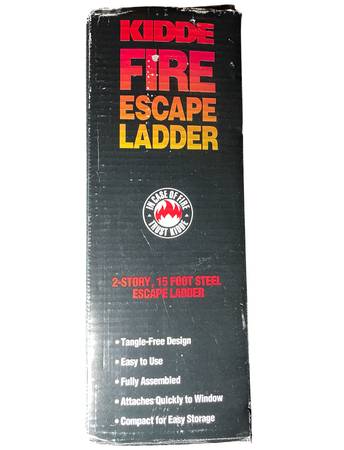 KIDDE
FIRE
ESCAPE
LADDER
IN CASE OF FIRE
TRUST KIDDE
2-STORY, 15 FOOT STEEL
ESCAPE LADDER
• Tangle-Free Design
• Easy to Use
• Fully Assembled
• Attaches Quickly to Window
• Compact for Easy Storage